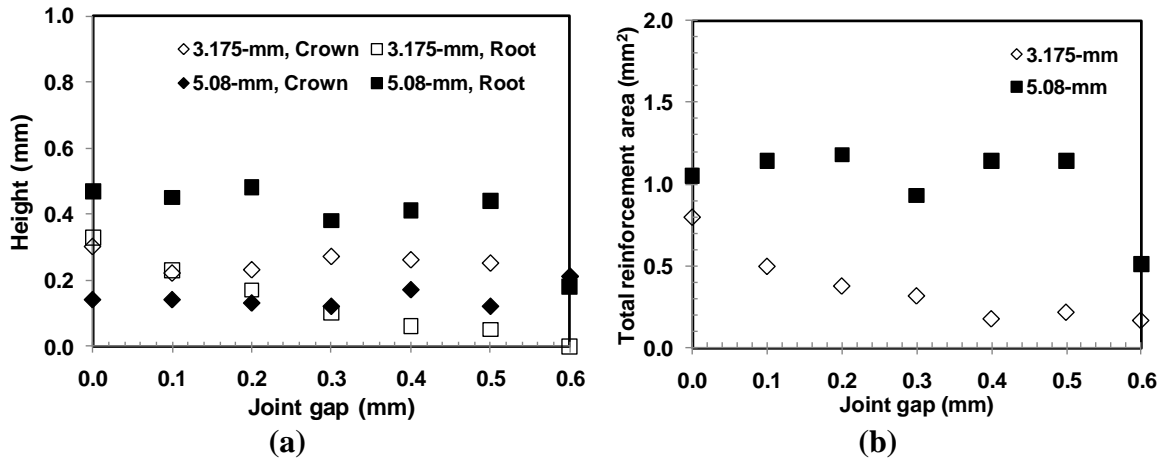 1.0
0.8
0.6
0.4
0.2
0.0
Height (mm)
3.175-mm, Crown 3.175-mm, Root
5.08-mm, Crown 5.08-mm, Root
0.0 0.1 0.2 0.3 0.4 0.5 0.6
Joint gap (mm)
(a)
2.0
1.5
1.0
0.5
0.0
Total reinforcement area (mm²)
3.175-mm
5.08-mm
0.0 0.1 0.2 0.3 0.4 0.5 0.6
Joint gap (mm)
(b)